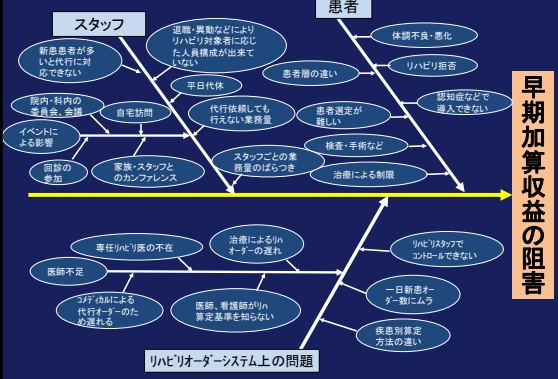 スタッフ
患者
新患患者が多
いと代行に対
応できない
退職・異動などによ
りリハビリ対象者に応じ
た人員構成が出来て
いない
平日代休
院内・科内の
委員会、会議
自宅訪問
代行依頼しても
行えない業務量
イベントに
よる影響
回診の
参加
家族・スタッフと
のカンファレンス
スタッフごとの業
務量のばらつき
体調不良・悪化
リハビリ拒否
患者層の違い
認知症などで
導入できない
患者選定が
難しい
検査・手術など
治療による制限
早期加算収益の阻害
専任リハビリ医の不在
治療によるリハ
オーダーの遅れ
医師不足
コメディカルによる
代行オーダーのた
め遅れる
医師、看護師がリハ
算定基準を知らない
リハビリスタッフで
コントロールできない
一日新患オー
ダー数にムラ
疾患別算定
方法の違い
リハビリオーダーシステム上の問題